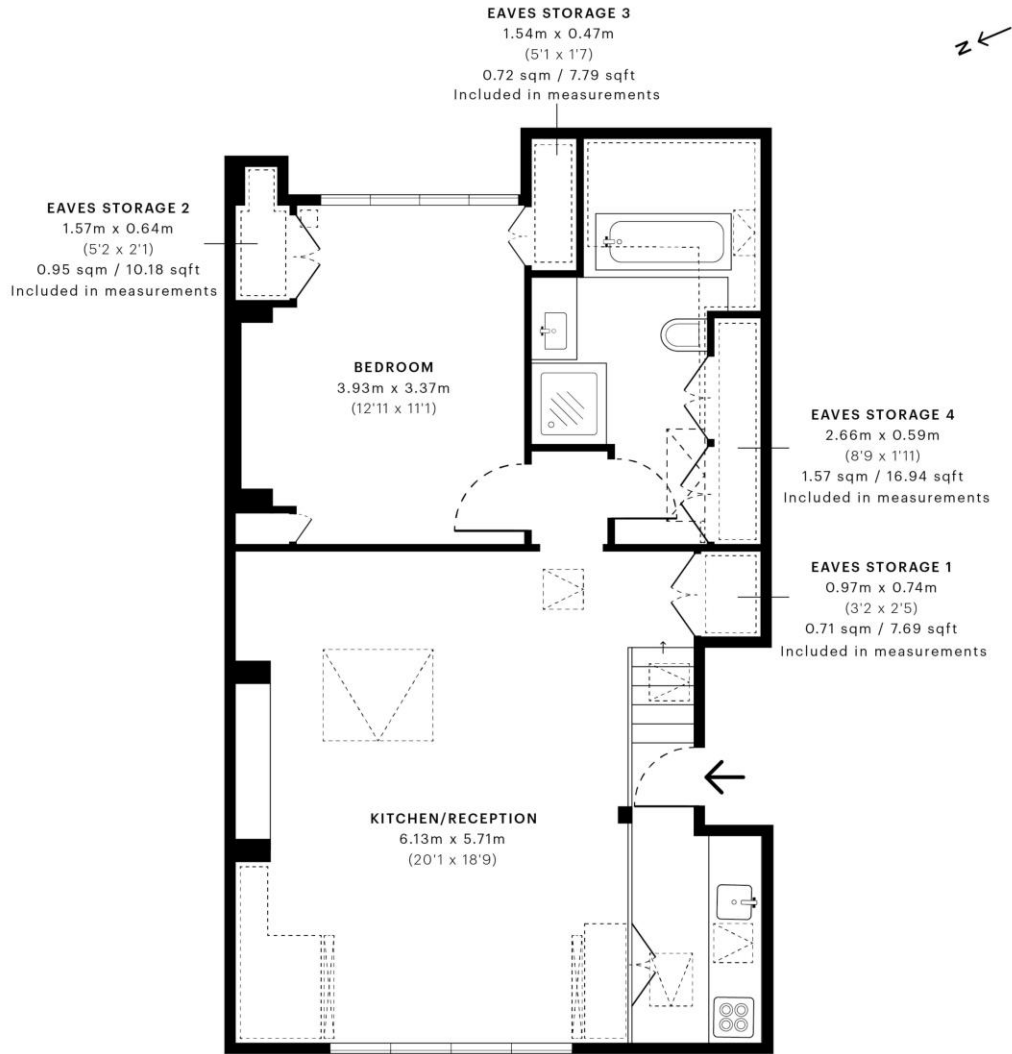 EAVES STORAGE 3
1.54m x 0.47m
(5'1 x 1'7)
0.72 sqm / 7.79 sqft
Included in measurements
N
EAVES STORAGE 2
1.57m x 0.64m
(5'2 x 2'1)
0.95 sqm / 10.18 sqft
Included in measurements
BEDROOM
3.93m x 3.37m
(12'11 x 11'1)
EAVES STORAGE 4
2.66m x 0.59m
(8'9 x 1'11)
1.57 sqm / 16.94 sqft
Included in measurements
EAVES STORAGE 1
0.97m x 0.74m
(3'2 x 2'5)
0.71 sqm / 7.69 sqft
Included in measurements
KITCHEN/RECEPTION
6.13m x 5.71m
(20'1 x 18'9)